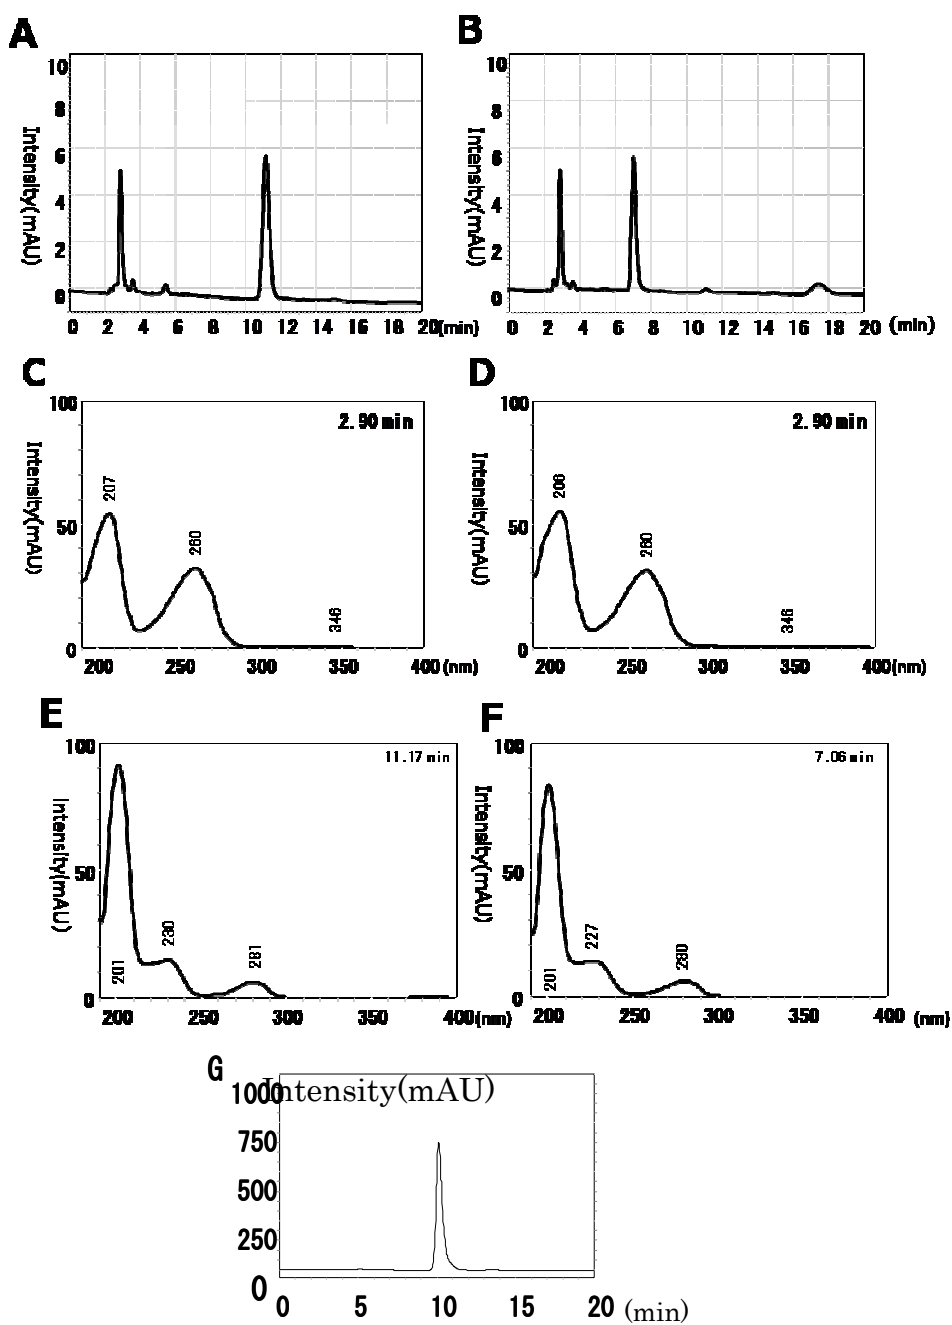 A
10
8
6
4
2
0
Intensity(mAU)
0 2 4 6 8 10 12 14 16 18 20(min)
B
10
8
6
4
2
0
Intensity(mAU)
0 2 4 6 8 10 12 14 16 18 20 (min)
C
100
50
0
Intensity(mAU)
2.90min
207
260
346
200 250 300 350 400(nm)
D
100
50
0
Intensity(mAU)
2.90min
206
260
346
200 250 300 350 400(nm)
E
100
50
0
Intensity(mAU)
11.17 min
201
230
281
200 250 300 350 400(nm)
F
100
50
0
Intensity(mAU)
7.06 min
201
227
280
200 250 300 350 400 (nm)
G
Intensity(mAU)
1000
750
500
250
0
0 5 10 15 20 (min)